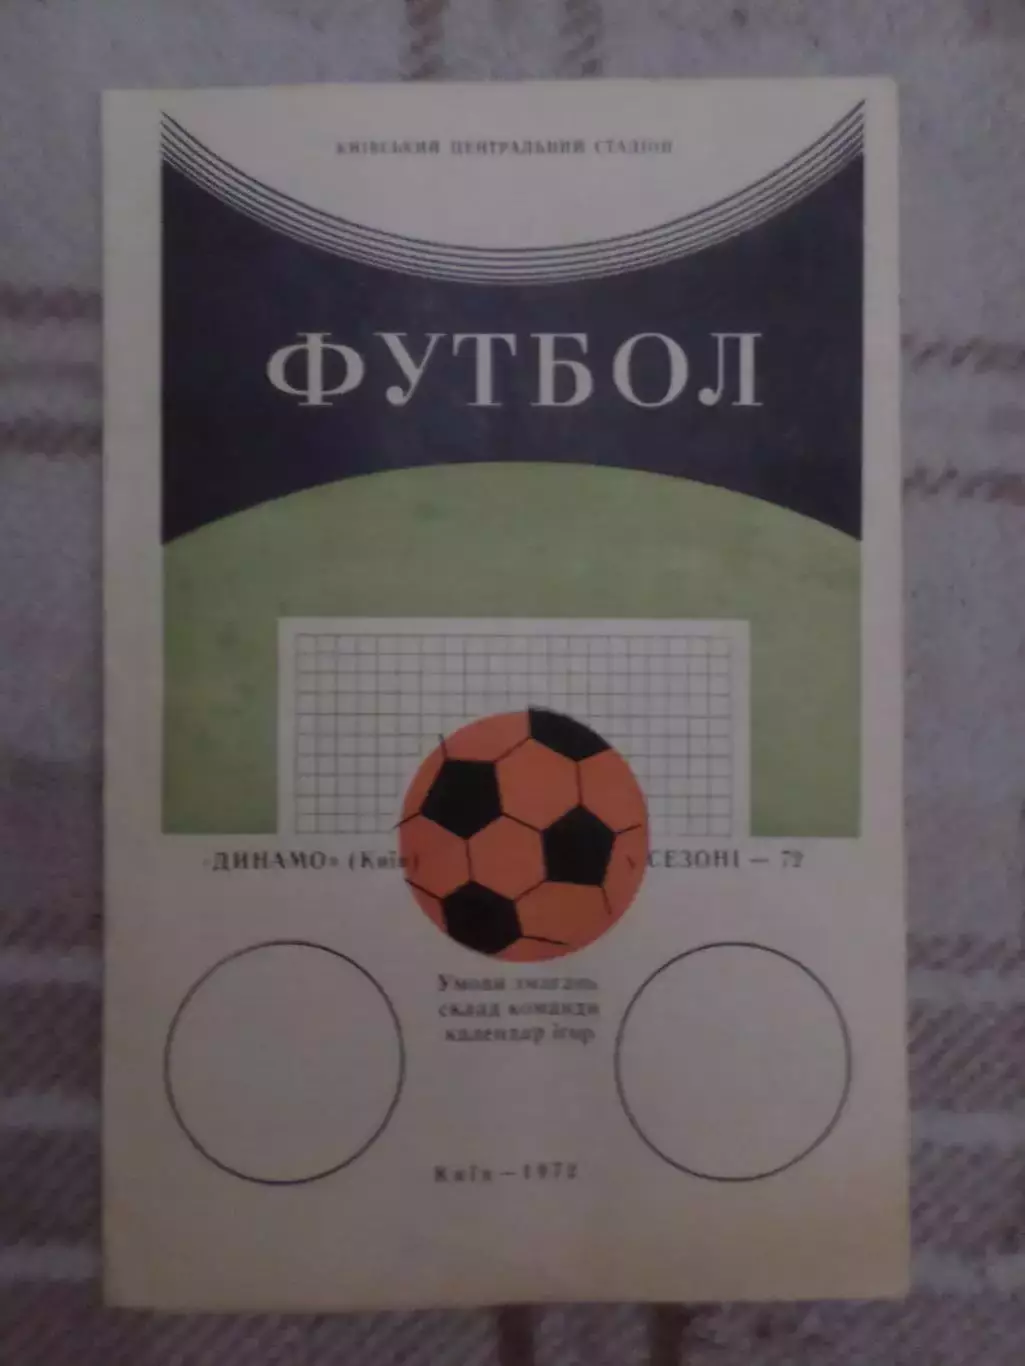 КИЇВСЬКИЙ ЦЕНТРАЛЬНИЙ СТАДІОН
ФУТБОЛ
«ДИНАМО» (Київ) у СЕЗОНІ — 72
Умови змагань
склад команди
календар ігор
Київ — 1972